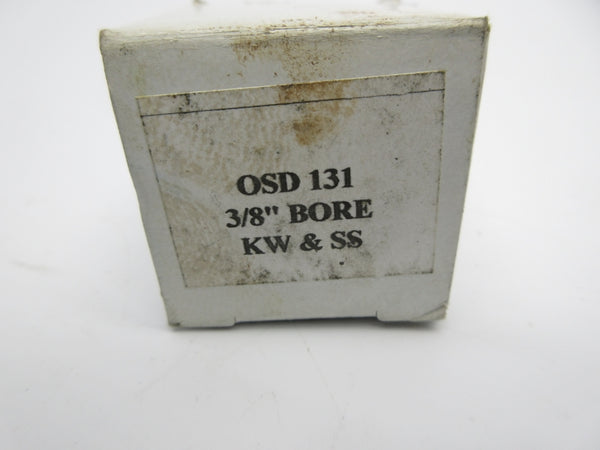 OSD 131
3/8" BORE
KW & SS